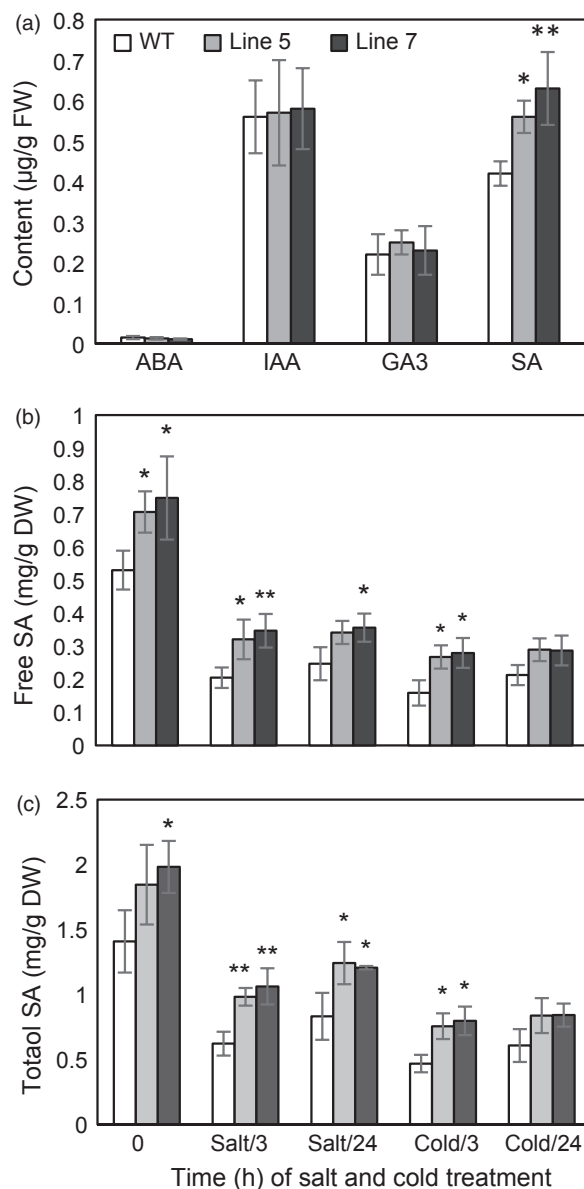 (a)
0.8
0.7
0.6
0.5
0.4
0.3
0.2
0.1
0
Content (µg/g FW)
WT Line 5 Line 7
* **
ABA IAA GA3 SA
(b)
1
0.9
0.8
0.7
0.6
0.5
0.4
0.3
0.2
0.1
0
Free SA (mg/g DW)
* * * ** * * *
(c)
2.5
2
1.5
1
0.5
0
Totaol SA (mg/g DW)
* ** ** * * * *
0 Salt/3 Salt/24 Cold/3 Cold/24
Time (h) of salt and cold treatment